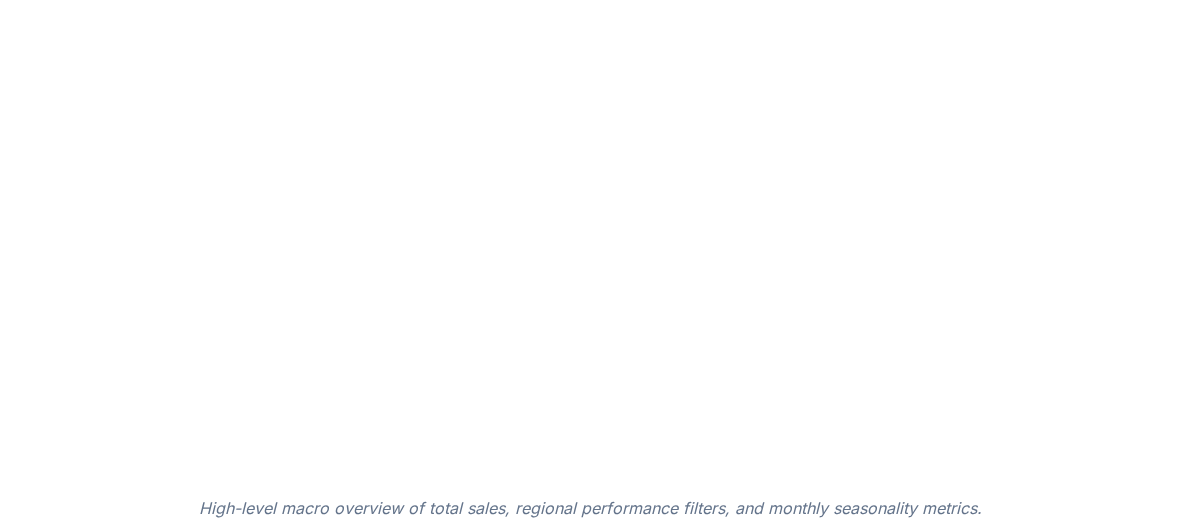 High-level macro overview of total sales, regional performance filters, and monthly seasonality metrics.